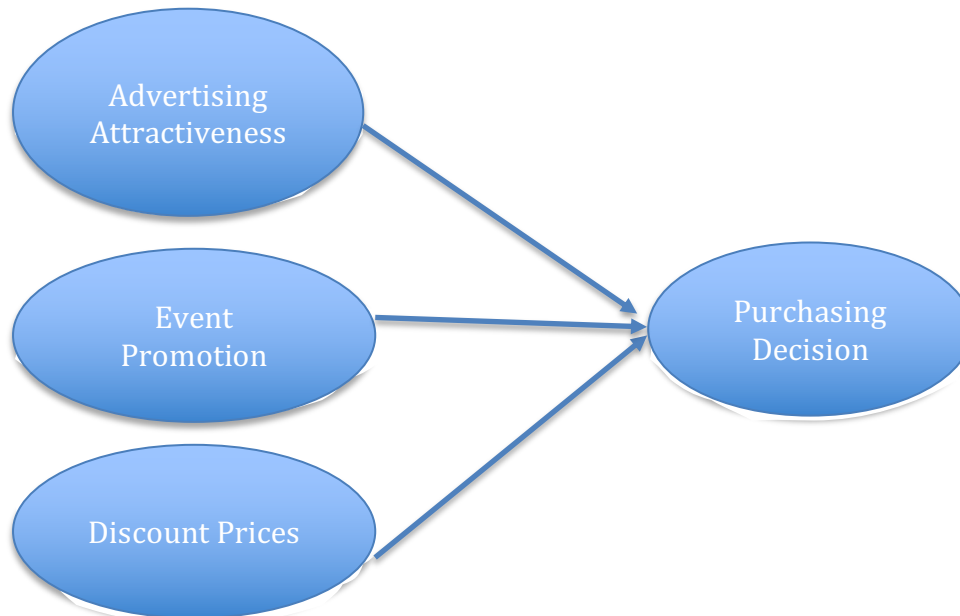 Advertising
Attractiveness
Event
Promotion
Purchasing
Decision
Discount Prices